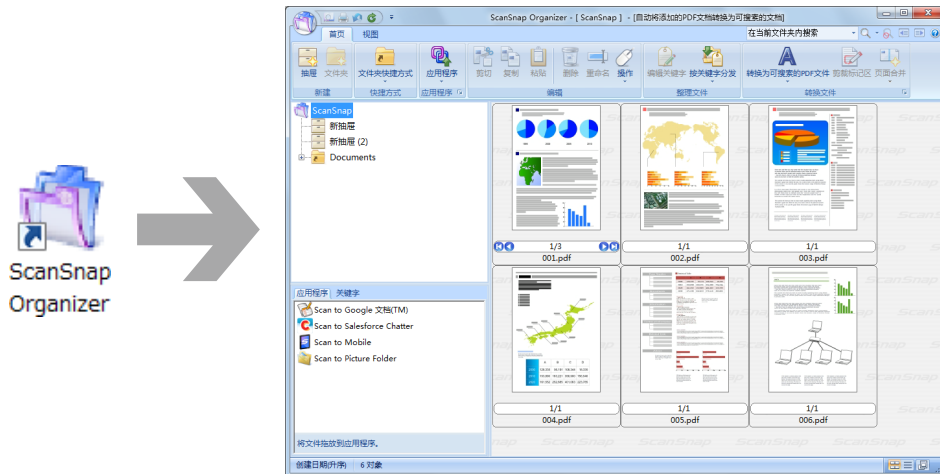 ScanSnap Organizer - [ ScanSnap ] - [自动将添加的PDF文档转换为可搜索的文档]
首页 视图
在当前文件夹内搜索
抽屉 文件夹 文件夹快捷方式 应用程序 剪切 复制 粘贴 删除 重命名 操作 编辑关键字 按关键字分发 转换为可搜索的PDF文件 剪裁标记区 页面合并
新建 快捷方式 应用程序 编辑 整理文件 转换文件
ScanSnap
新抽屉
新抽屉 (2)
Documents
ScanSnap
Organizer
1/3 1/1 1/1
001.pdf 002.pdf 003.pdf
应用程序 关键字
Scan to Google 文档(TM)
Scan to Salesforce Chatter
Scan to Mobile
Scan to Picture Folder
1/1 1/1 1/1
004.pdf 005.pdf 006.pdf
将文件拖放到应用程序。
ScanSnap ScanSnap ScanSnap
创建日期(升序) 6 对象